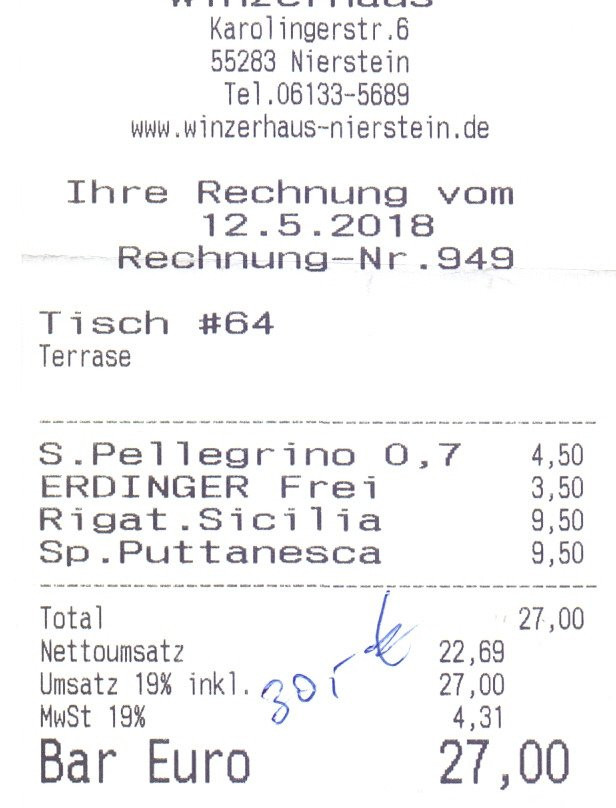 Winzerhaus
Karolingerstr.6
55283 Nierstein
Tel.06133-5689
www.winzerhaus-nierstein.de
Ihre Rechnung vom
12.5.2018
Rechnung-Nr.949
Tisch #64
Terrase
S.Pellegrino 0,7 4,50
ERDINGER Frei 3,50
Rigat.Sicilia 9,50
Sp.Puttanesca 9,50
Total 27,00
Nettoumsatz 22,69
Umsatz 19% inkl. 27,00
MwSt 19% 4,31
30,-
Bar Euro 27,00